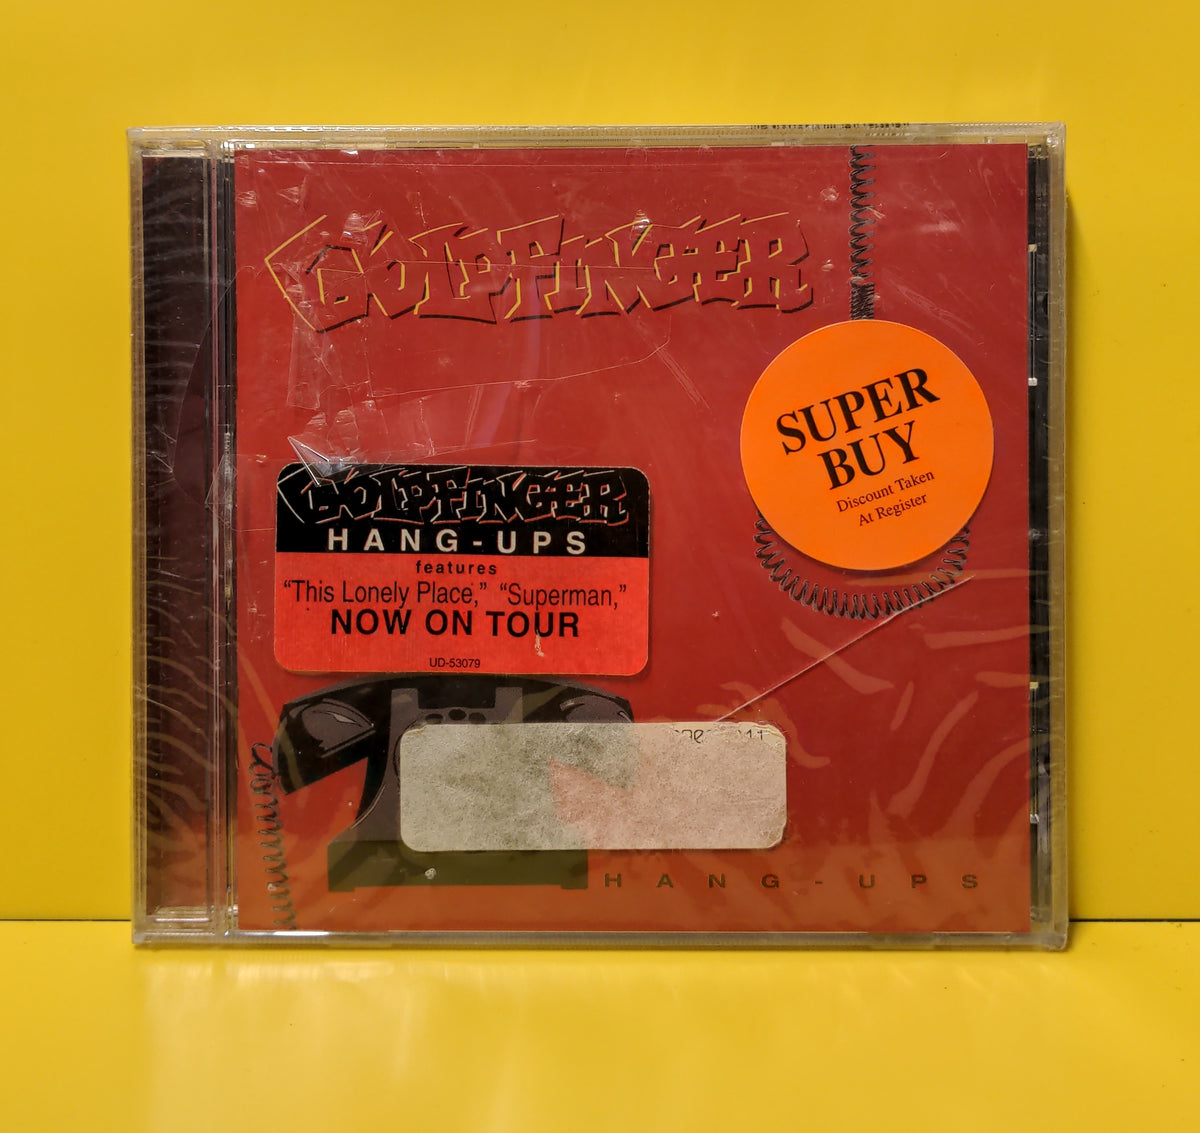 GOLDFINGER
SUPER
BUY
Discount Taken
At Register
GOLDFINGER
HANG-UPS
features
“This Lonely Place,” “Superman,”
NOW ON TOUR
UD-53079
HANG-UPS